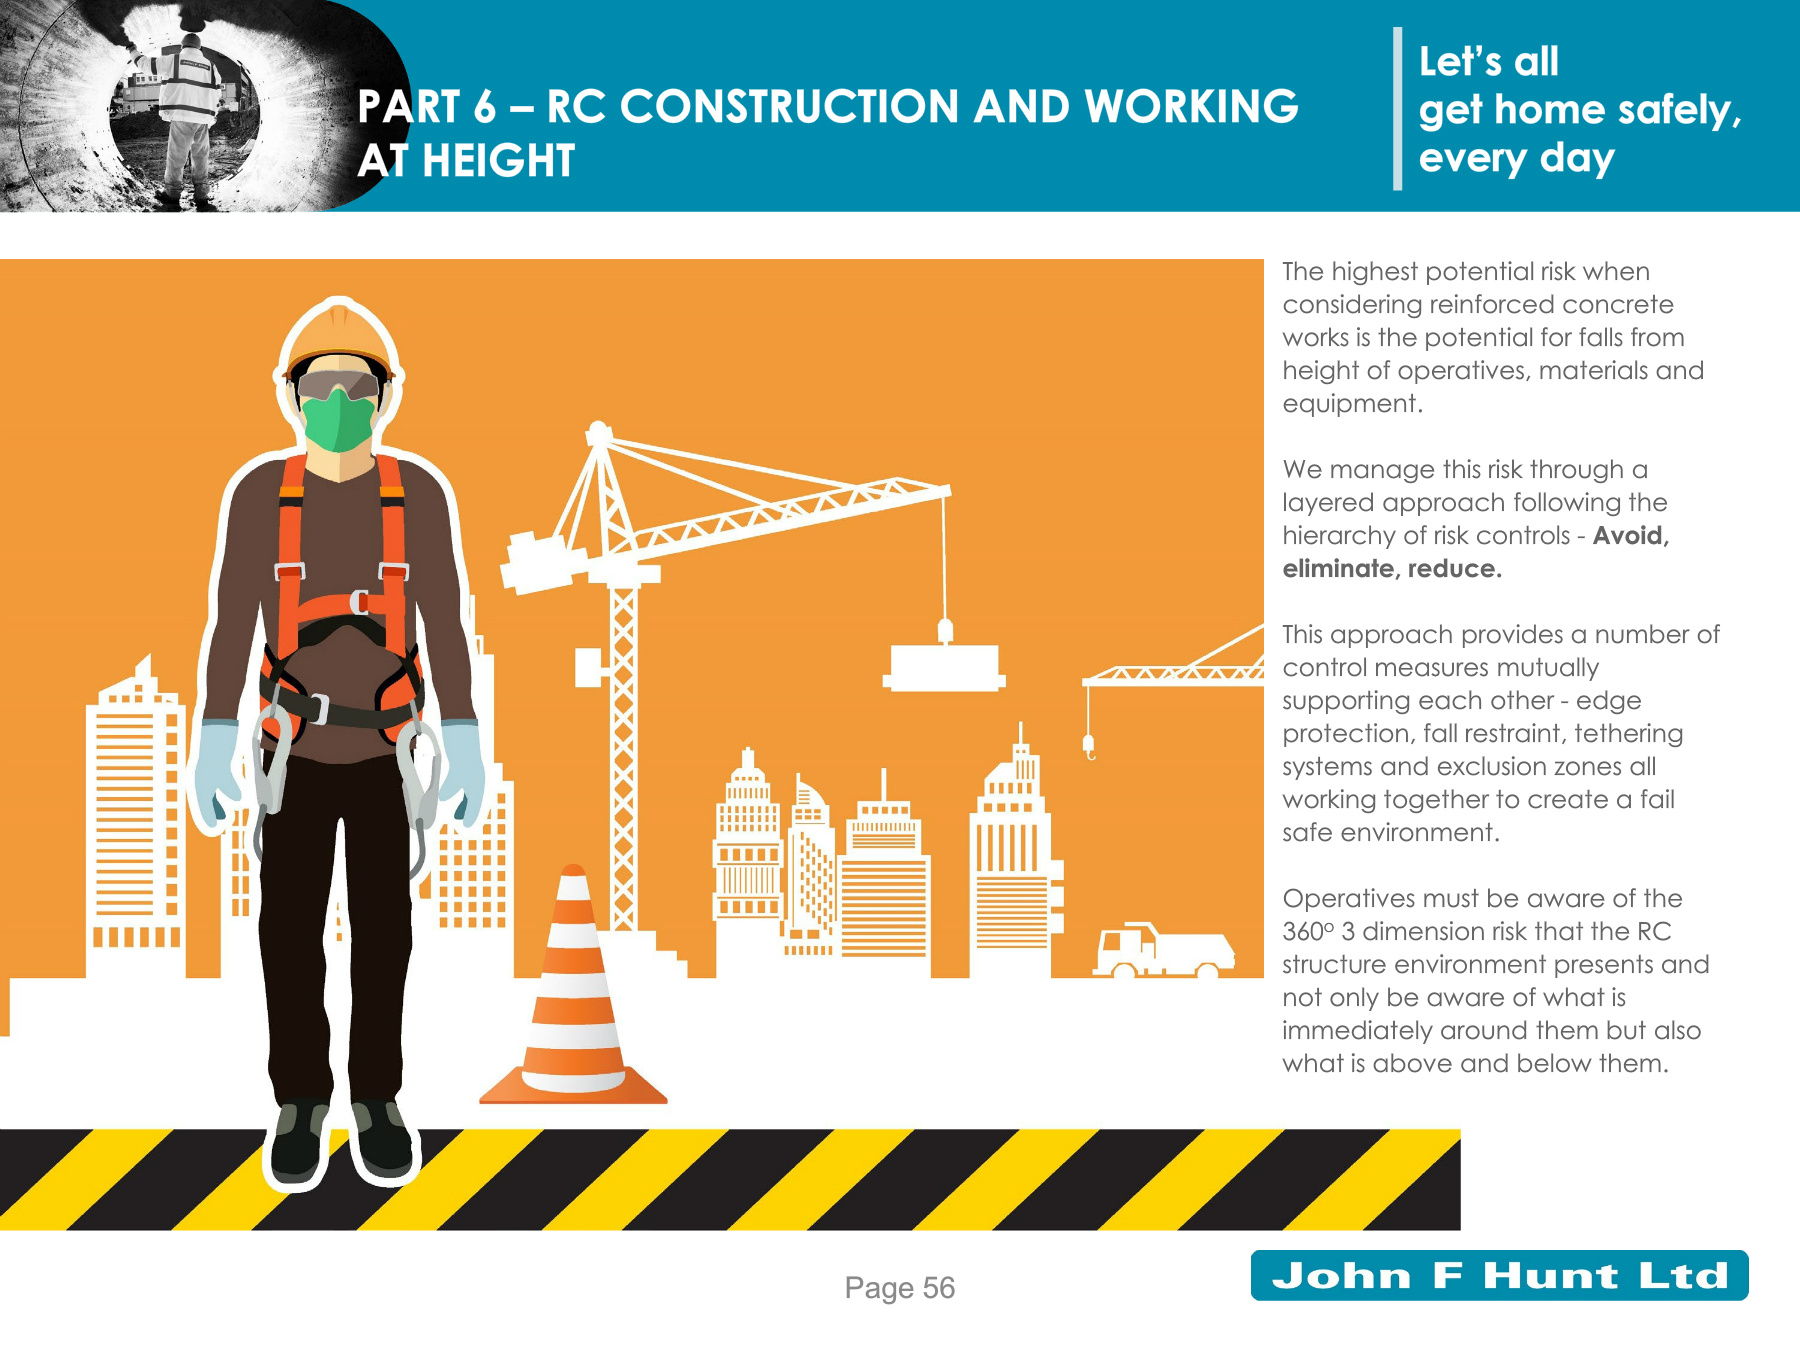 PART 6 – RC CONSTRUCTION AND WORKING
AT HEIGHT
Let's all
get home safely,
every day
The highest potential risk when
considering reinforced concrete
works is the potential for falls from
height of operatives, materials and
equipment.
We manage this risk through a
layered approach following the
hierarchy of risk controls - Avoid,
eliminate, reduce.
This approach provides a number of
control measures mutually
supporting each other - edge
protection, fall restraint, tethering
systems and exclusion zones all
working together to create a fail
safe environment.
Operatives must be aware of the
360º 3 dimension risk that the RC
structure environment presents and
not only be aware of what is
immediately around them but also
what is above and below them.
Page 56
John F Hunt Ltd